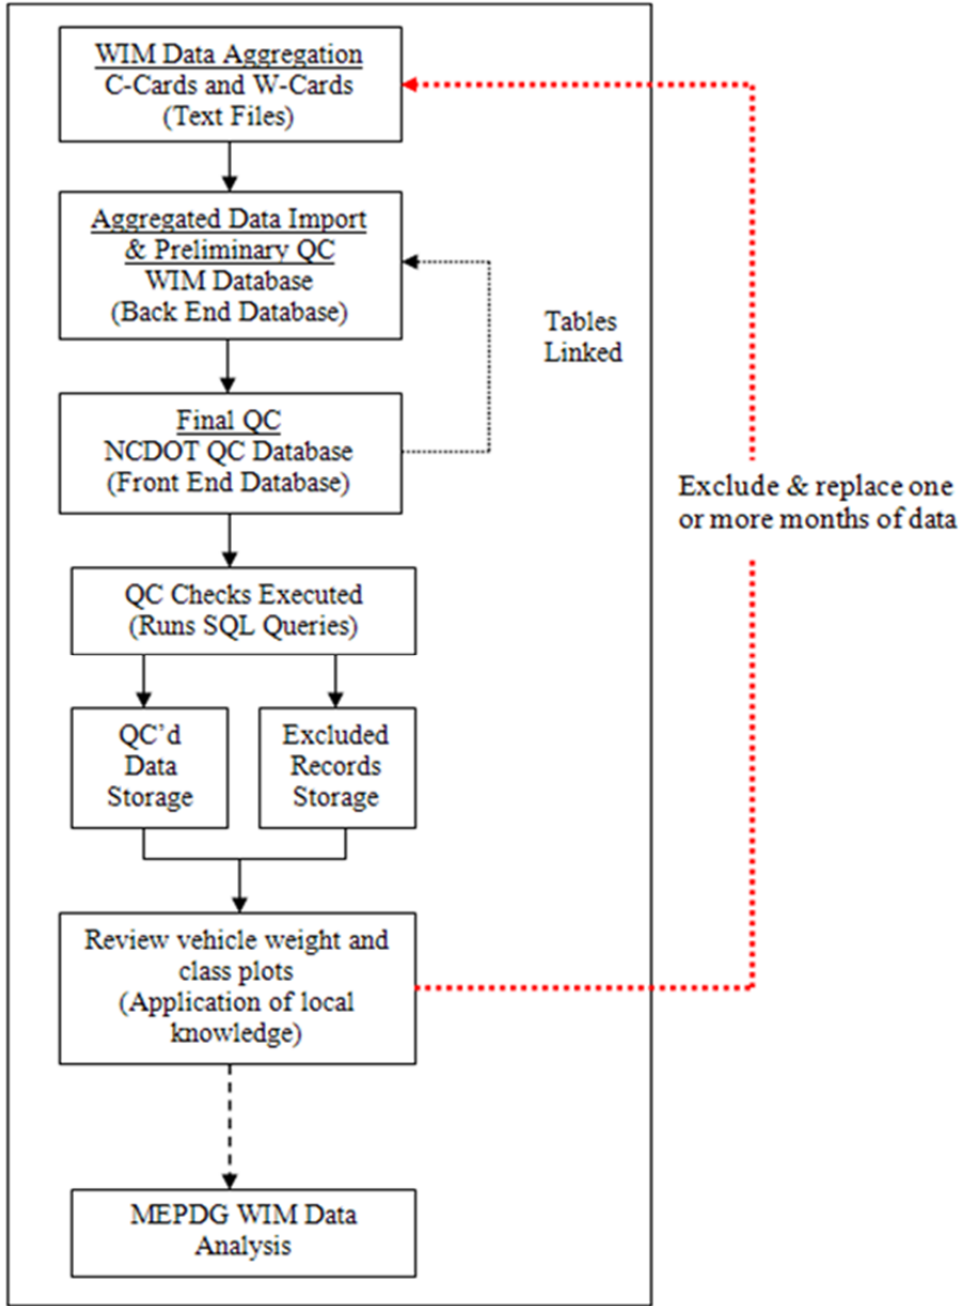 WIM Data Aggregation
C-Cards and W-Cards
(Text Files)
Aggregated Data Import
& Preliminary QC
WIM Database
(Back End Database)
Tables
Linked
Final QC
NCDOT QC Database
(Front End Database)
Exclude & replace one
or more months of data
QC Checks Executed
(Runs SQL Queries)
QC’d
Data
Storage
Excluded
Records
Storage
Review vehicle weight and
class plots
(Application of local
knowledge)
MEPDG WIM Data
Analysis